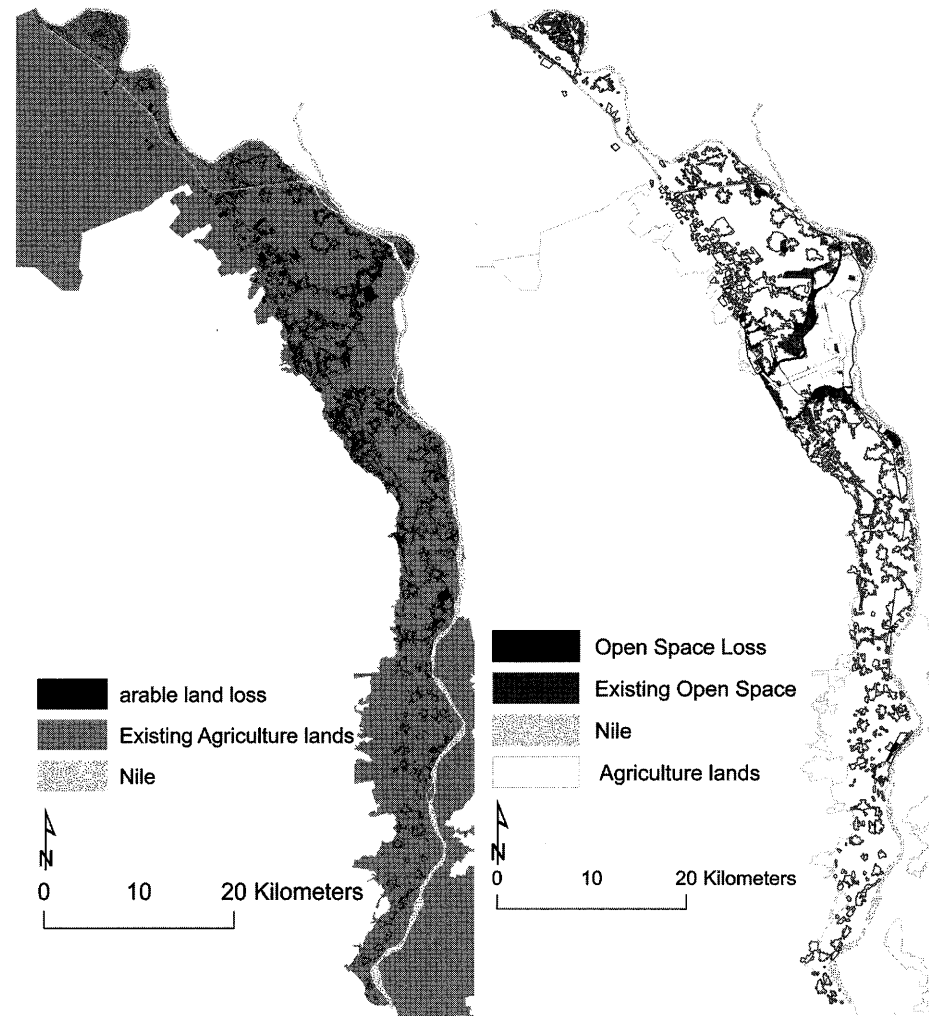 arable land loss
Existing Agriculture lands
Nile
N
0 10 20 Kilometers
Open Space Loss
Existing Open Space
Nile
Agriculture lands
N
0 10 20 Kilometers